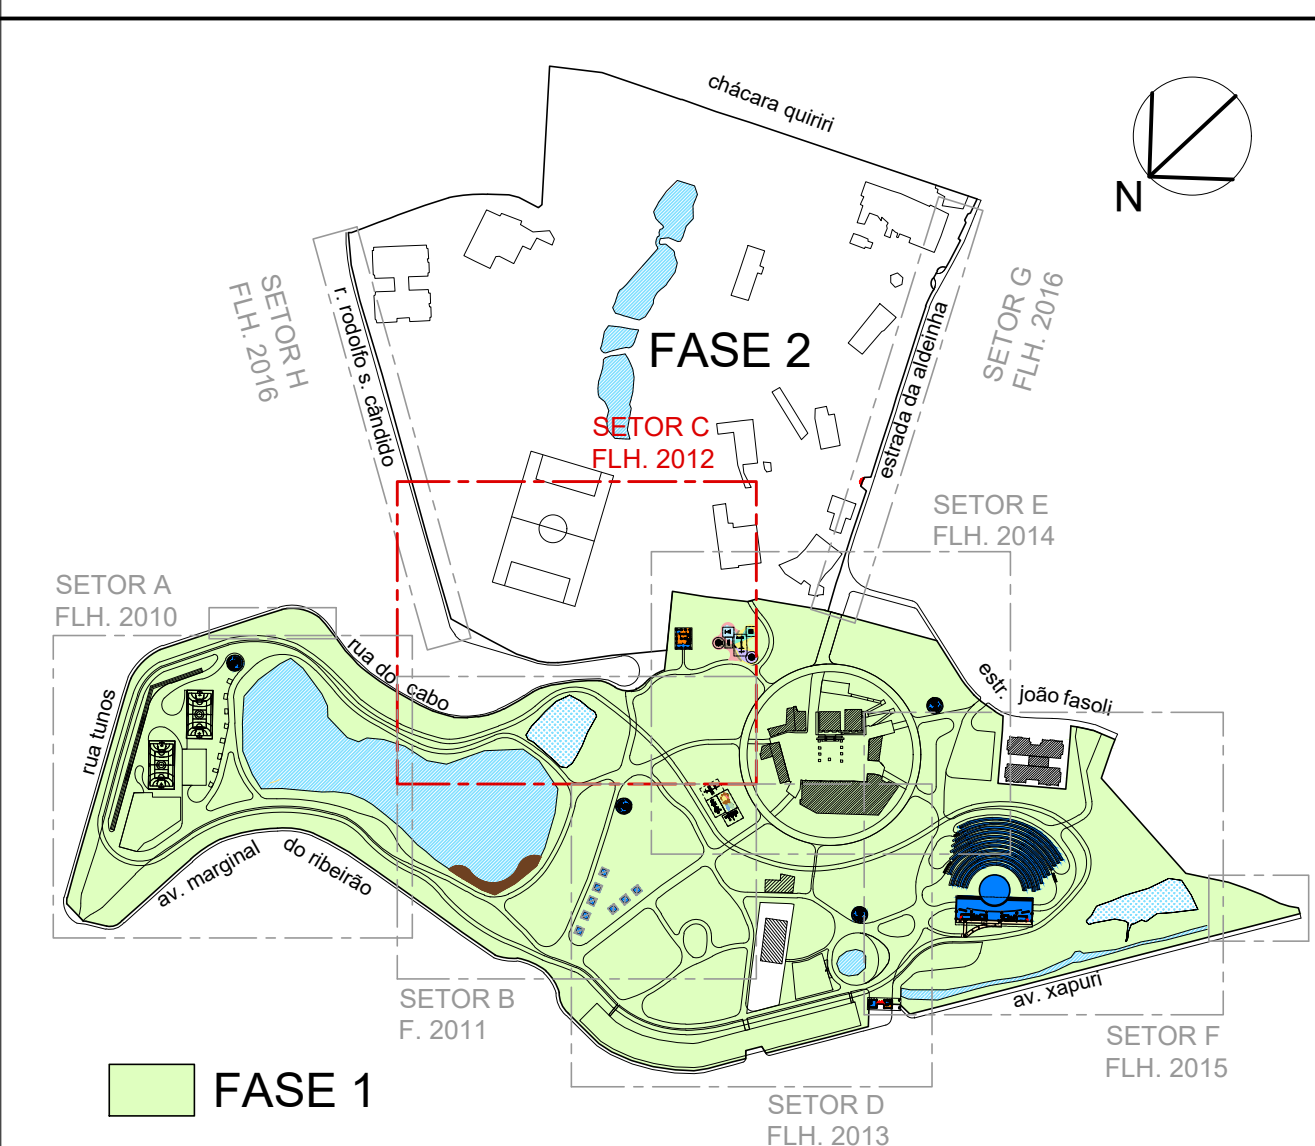 chácara quiriri
N
SETOR H
FLH. 2016
r. rodolfo s. cândido
FASE 2
SETOR G
FLH. 2016
estrada da aldeinha
SETOR C
FLH. 2012
SETOR E
FLH. 2014
SETOR A
FLH. 2010
rua do cabo
estr. joão fasoli
rua tunos
av. marginal do ribeirão
SETOR B
F. 2011
av. xapuri
SETOR F
FLH. 2015
FASE 1
SETOR D
FLH. 2013